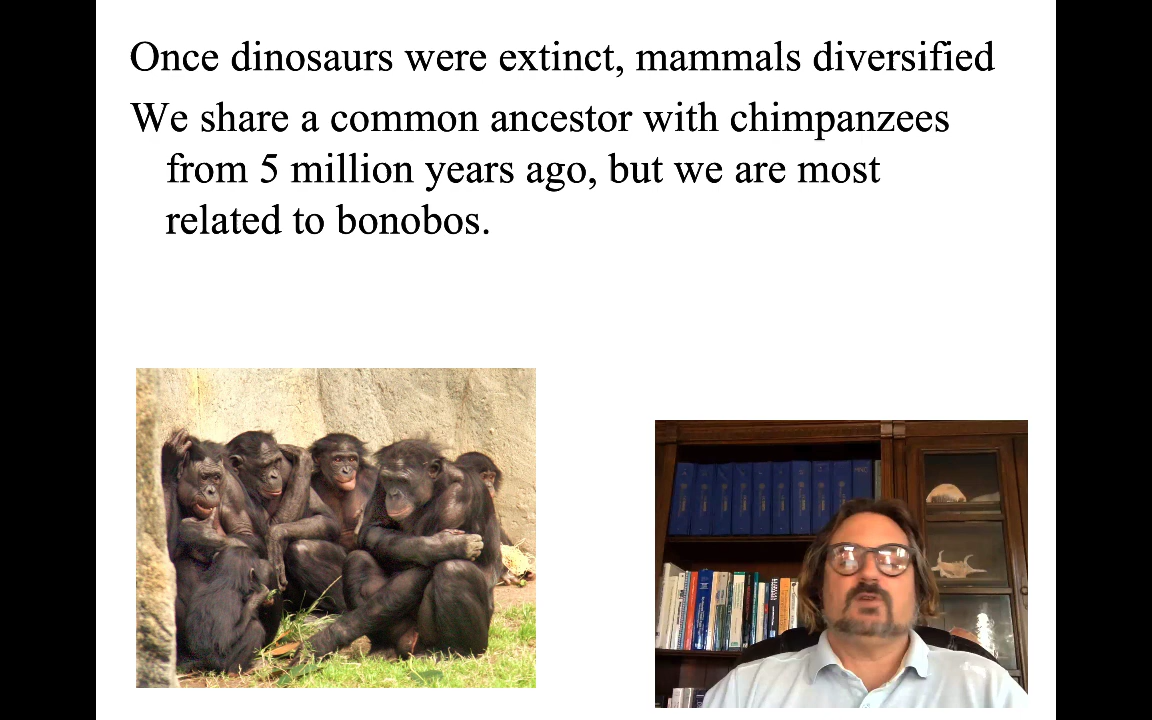 Once dinosaurs were extinct, mammals diversified
We share a common ancestor with chimpanzees
from 5 million years ago, but we are most
related to bonobos.